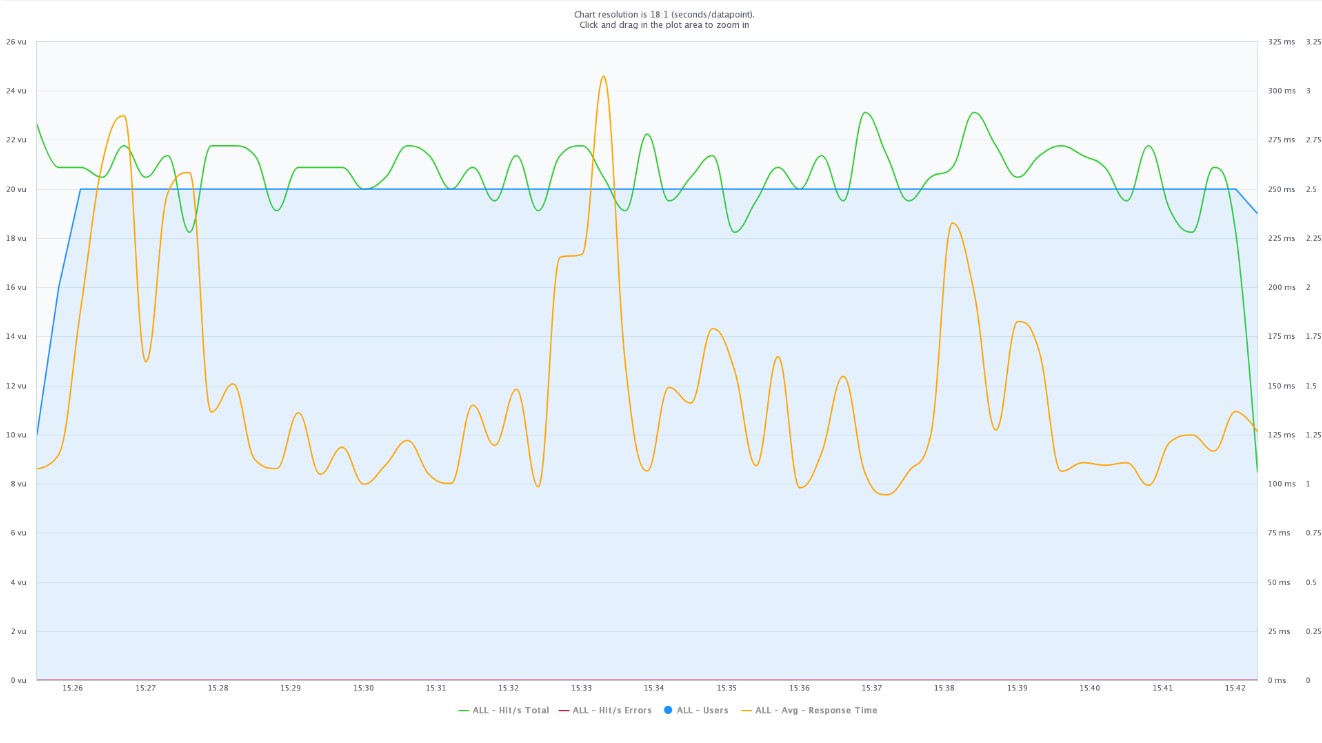 Chart resolution is 18:1 (seconds/datapoint).
Click and drag in the plot area to zoom in
26 vu 325 ms 3.25
24 vu 300 ms 3
22 vu 275 ms 2.75
20 vu 250 ms 2.5
18 vu 225 ms 2.25
16 vu 200 ms 2
14 vu 175 ms 1.75
12 vu 150 ms 1.5
10 vu 125 ms 1.25
8 vu 100 ms 1
6 vu 75 ms 0.75
4 vu 50 ms 0.5
2 vu 25 ms 0.25
0 vu 0 ms 0
15:26 15:27 15:28 15:29 15:30 15:31 15:32 15:33 15:34 15:35 15:36 15:37 15:38 15:39 15:40 15:41 15:42
ALL - Hit/s Total ALL - Hit/s Errors ALL - Users ALL - Avg - Response Time